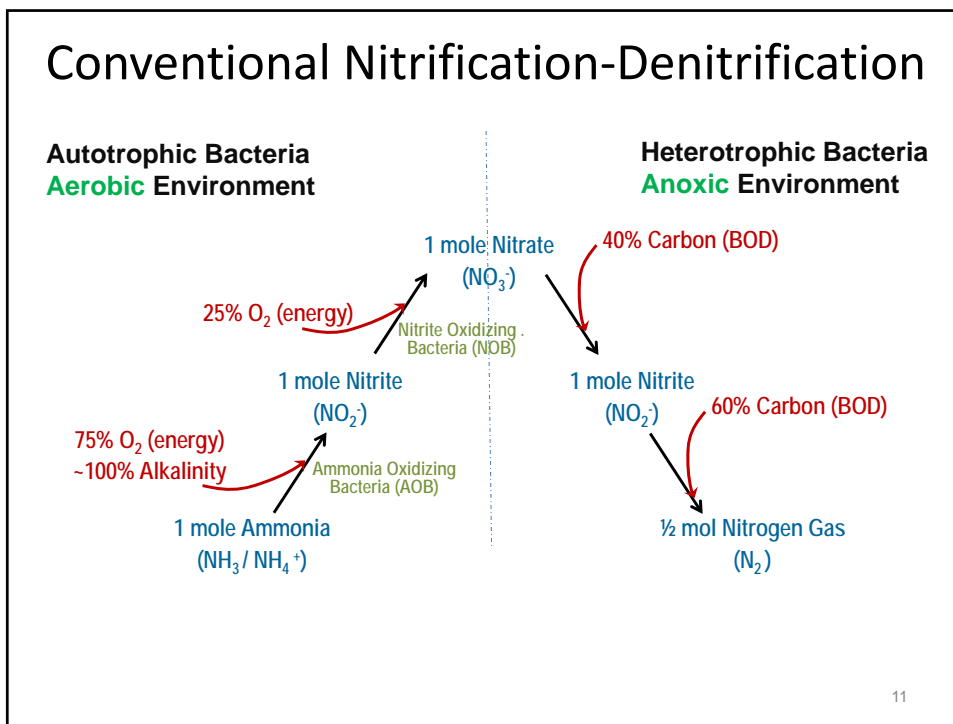 Conventional Nitrification-Denitrification
Autotrophic Bacteria
Aerobic Environment
Heterotrophic Bacteria
Anoxic Environment
1 mole Nitrate
(NO₃⁻)
40% Carbon (BOD)
25% O₂ (energy)
Nitrite Oxidizing .
Bacteria (NOB)
1 mole Nitrite
(NO₂⁻)
1 mole Nitrite
(NO₂⁻)
60% Carbon (BOD)
75% O₂ (energy)
~100% Alkalinity
Ammonia Oxidizing
Bacteria (AOB)
1 mole Ammonia
(NH₃ / NH₄⁺)
½ mol Nitrogen Gas
(N₂)
11